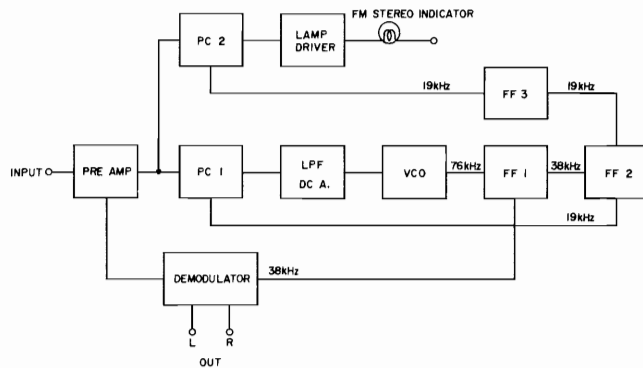 FM STEREO INDICATOR
PC 2
LAMP
DRIVER
19kHz
FF 3
19kHz
INPUT
PRE AMP
PC 1
LPF
DC A.
VCO
76kHz
FF 1
38kHz
FF 2
19kHz
DEMODULATOR
38kHz
L
R
OUT